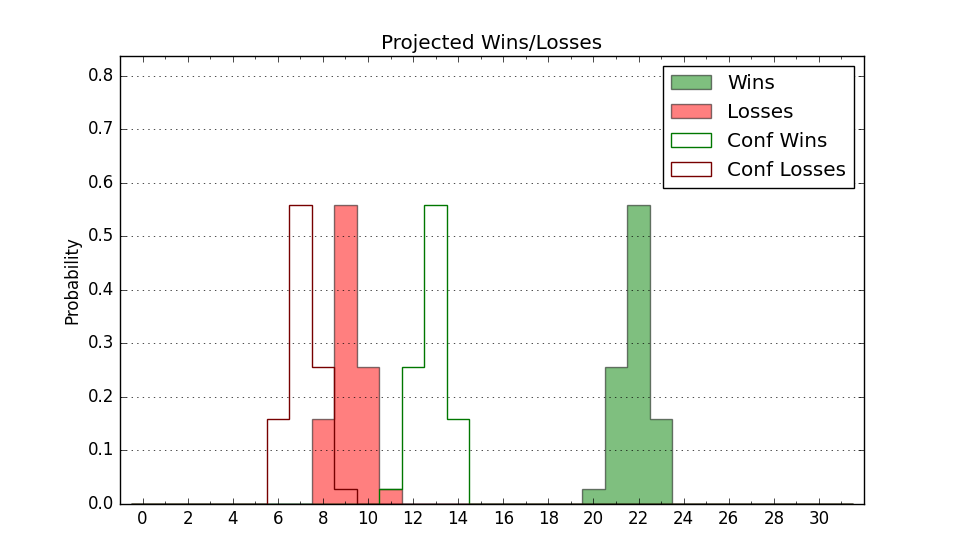 Projected Wins/Losses
0.8
0.7
0.6
0.5
0.4
0.3
0.2
0.1
0.0
Probability
Wins
Losses
Conf Wins
Conf Losses
0 2 4 6 8 10 12 14 16 18 20 22 24 26 28 30